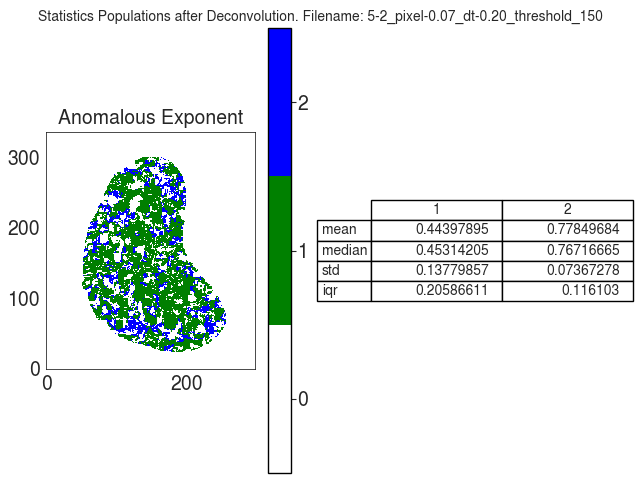 Statistics Populations after Deconvolution. Filename: 5-2_pixel-0.07_dt-0.20_threshold_150
Anomalous Exponent
300
200
100
0
0 200
2
1
0
1 2
mean 0.44397895 0.77849684
median 0.45314205 0.76716665
std 0.13779857 0.07367278
iqr 0.20586611 0.116103